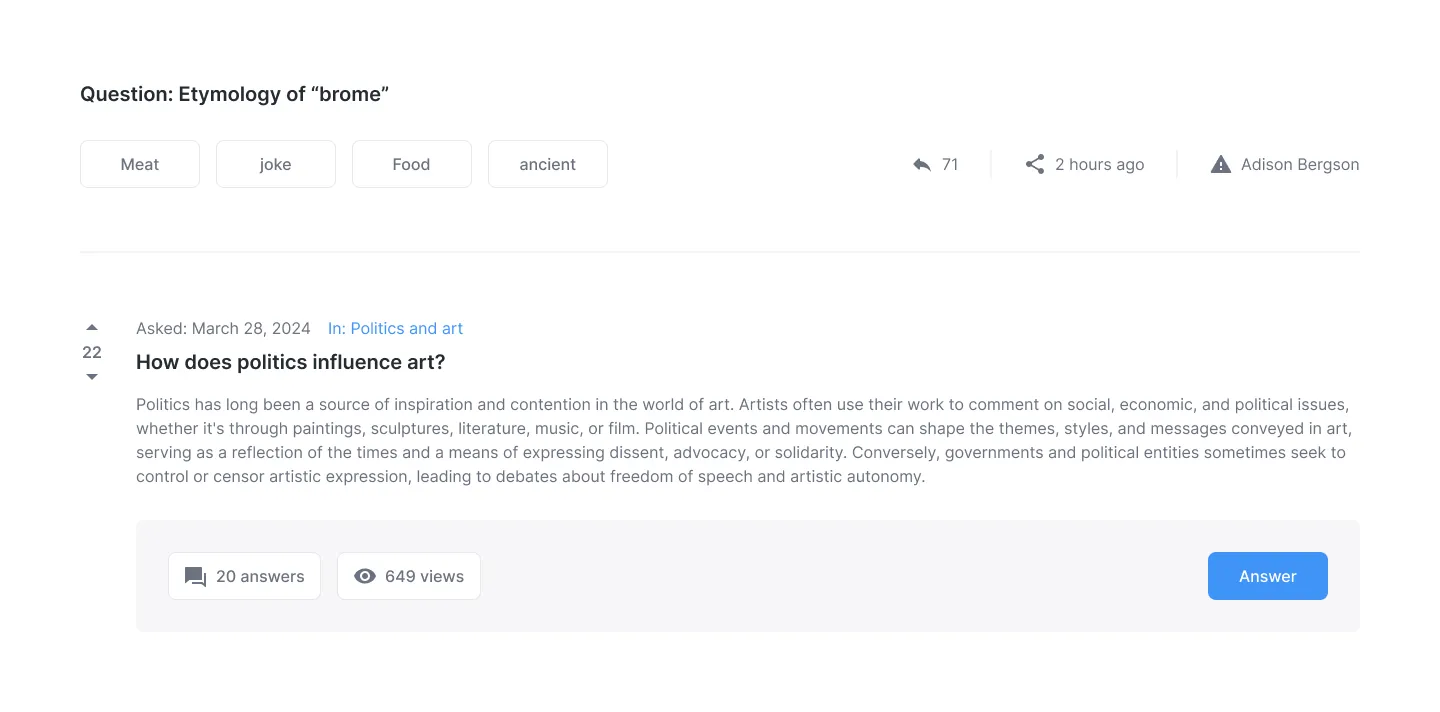 Question: Etymology of “brome”
Meat joke Food ancient 71 2 hours ago Adison Bergson
Asked: March 28, 2024 In: Politics and art
22
How does politics influence art?
Politics has long been a source of inspiration and contention in the world of art. Artists often use their work to comment on social, economic, and political issues,
whether it's through paintings, sculptures, literature, music, or film. Political events and movements can shape the themes, styles, and messages conveyed in art,
serving as a reflection of the times and a means of expressing dissent, advocacy, or solidarity. Conversely, governments and political entities sometimes seek to
control or censor artistic expression, leading to debates about freedom of speech and artistic autonomy.
20 answers 649 views Answer